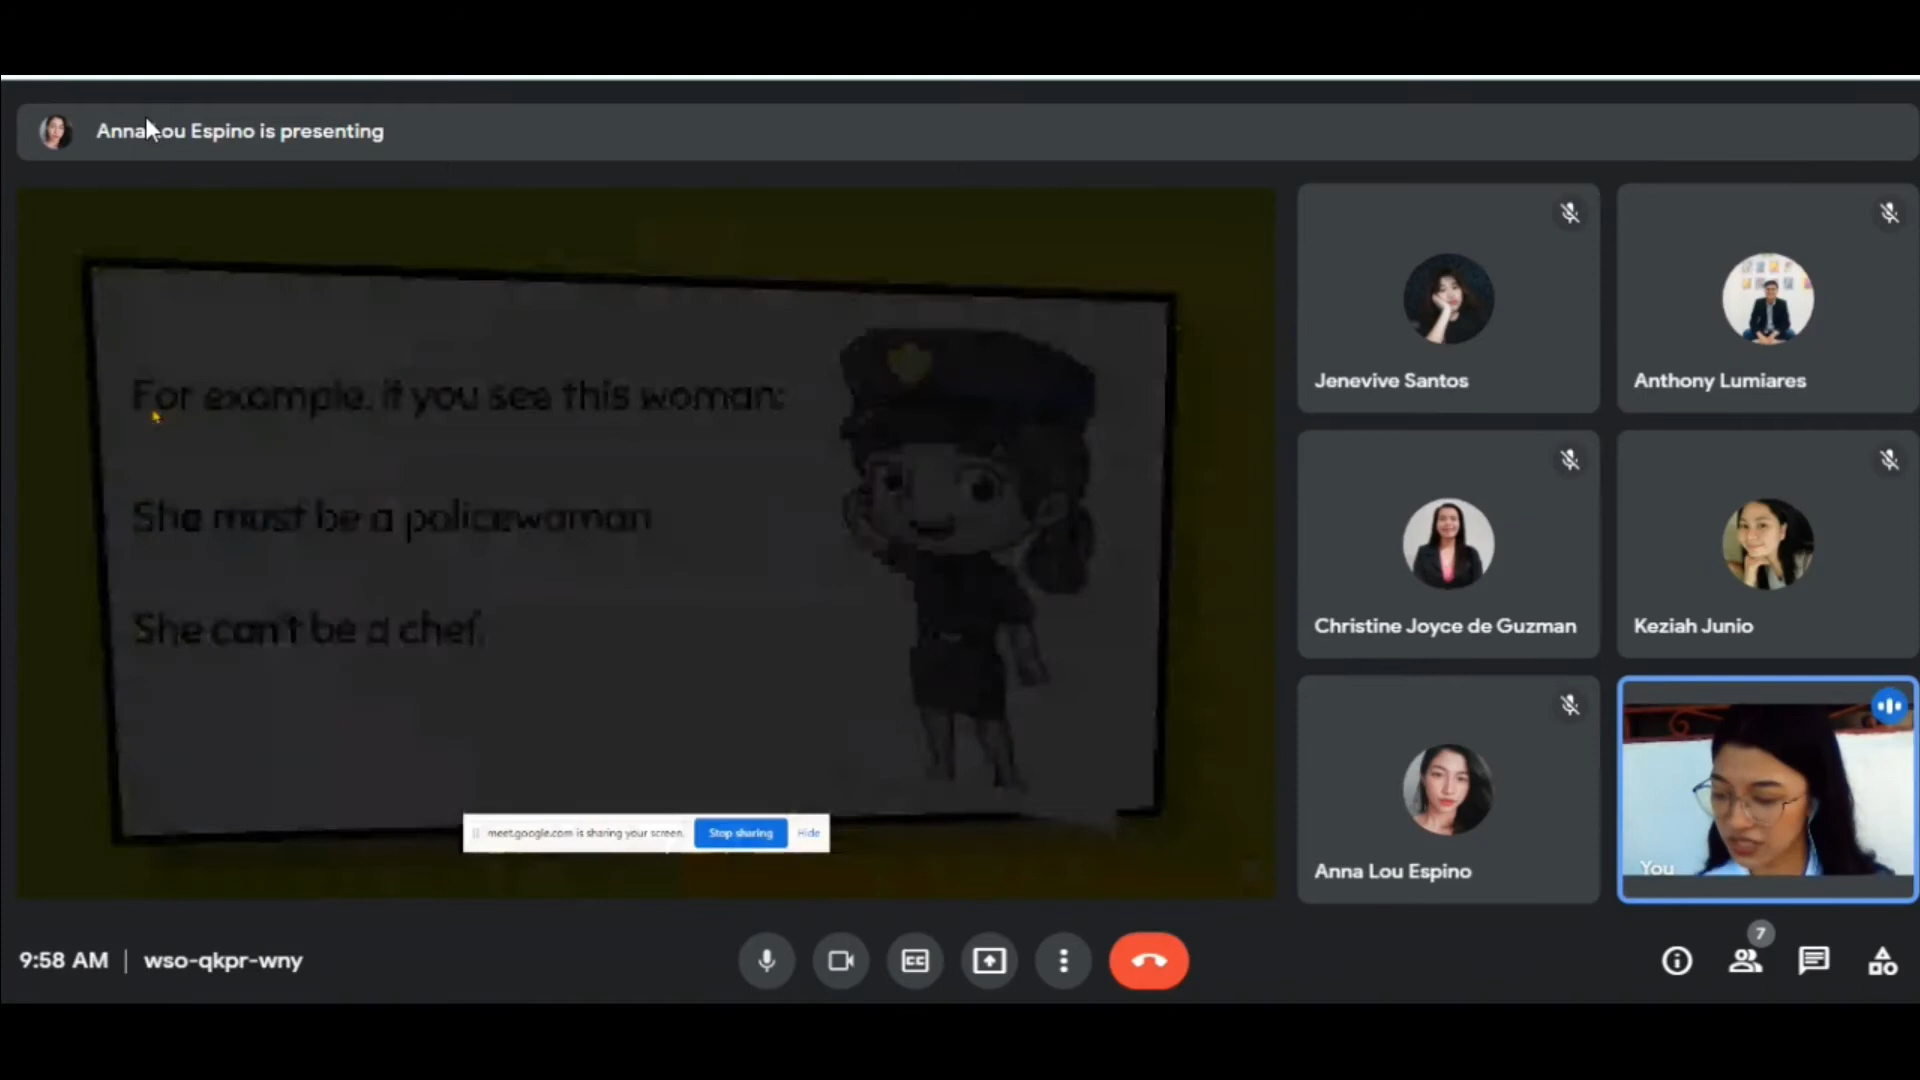 Anna Lou Espino is presenting
For example, if you see this woman:
She must be a policewoman
She can't be a chef.
meet.google.com is sharing your screen.
Stop sharing
Hide
Jenevive Santos
Anthony Lumiares
Christine Joyce de Guzman
Keziah Junio
Anna Lou Espino
You
9:58 AM | wso-qkpr-wny
CC
7